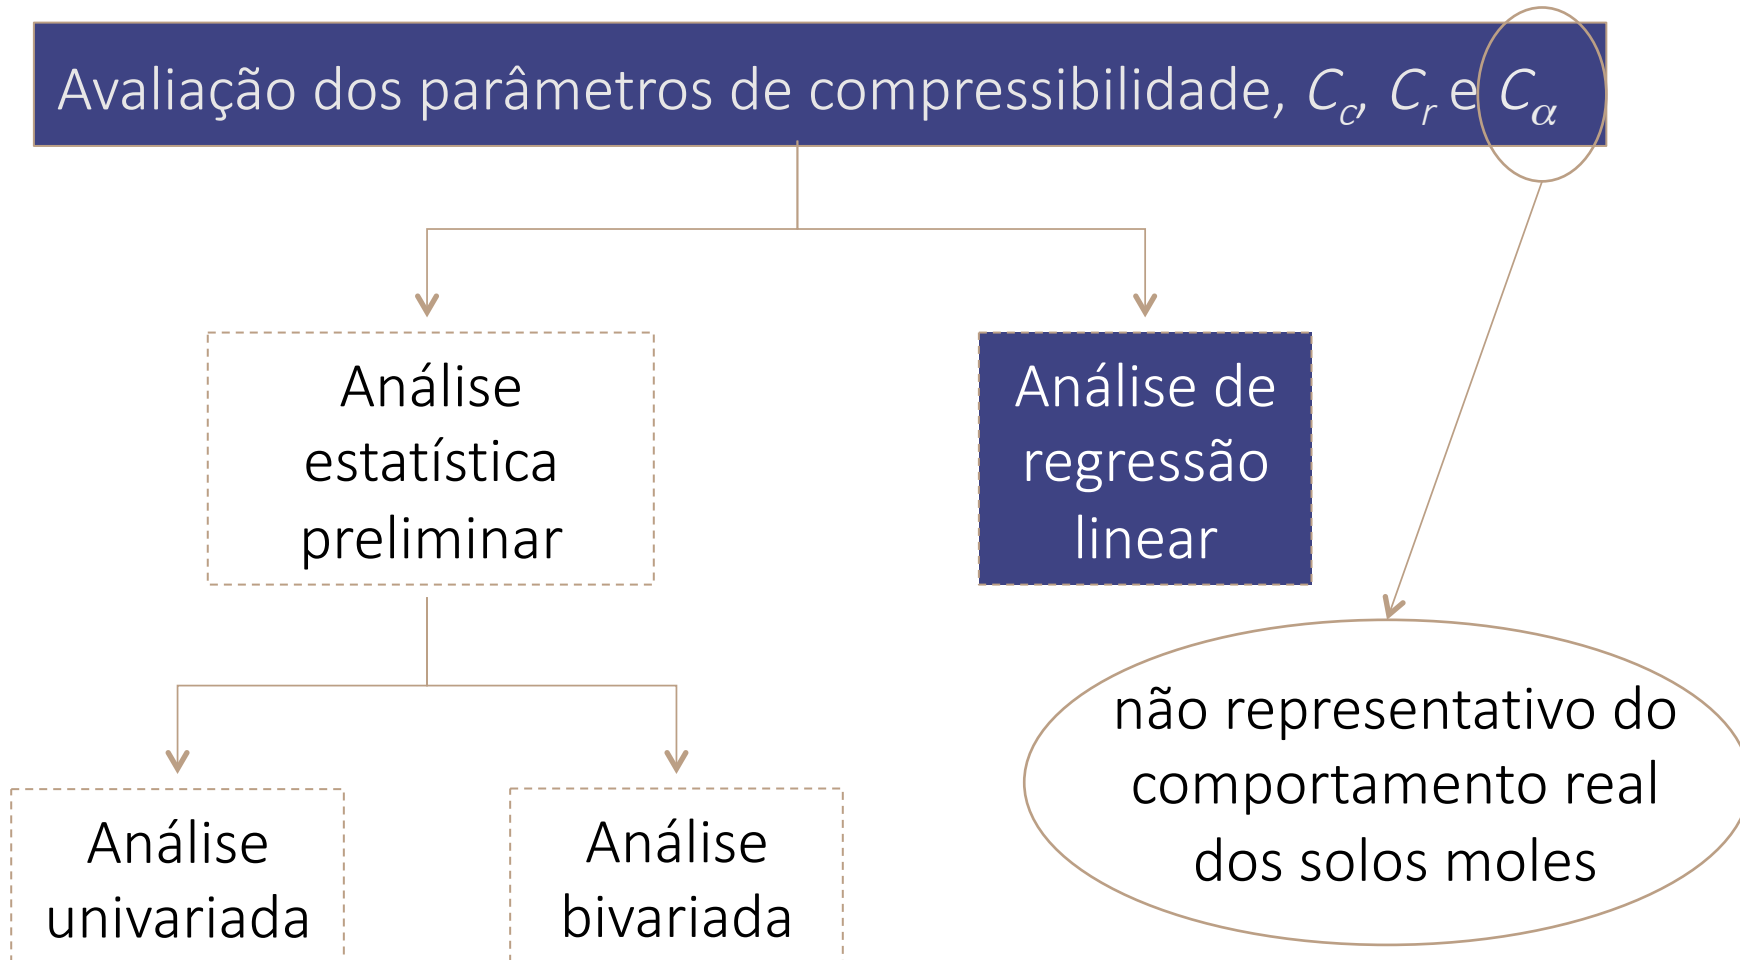 Avaliação dos parâmetros de compressibilidade, Cc, Cr e Cα
Análise
estatística
preliminar
Análise de
regressão
linear
não representativo do
comportamento real
dos solos moles
Análise
univariada
Análise
bivariada